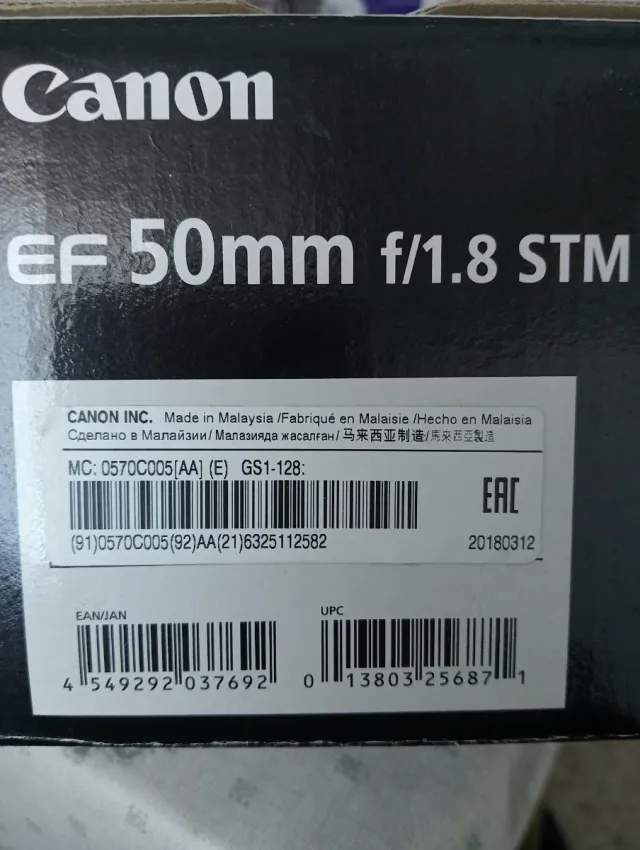 Canon
EF 50mm f/1.8 STM
CANON INC. Made in Malaysia /Fabriqué en Malaisie /Hecho en Malaisia
Сделано в Малайзии/ Малазияда жасалған/ 马来西亚制造/馬來西亞製造
MC: 0570C005[AA] (E) GS1-128:
EAC
(91)0570C005(92)AA(21)6325112582
20180312
EAN/JAN
4 549292 037692
UPC
0 13803 25687 1